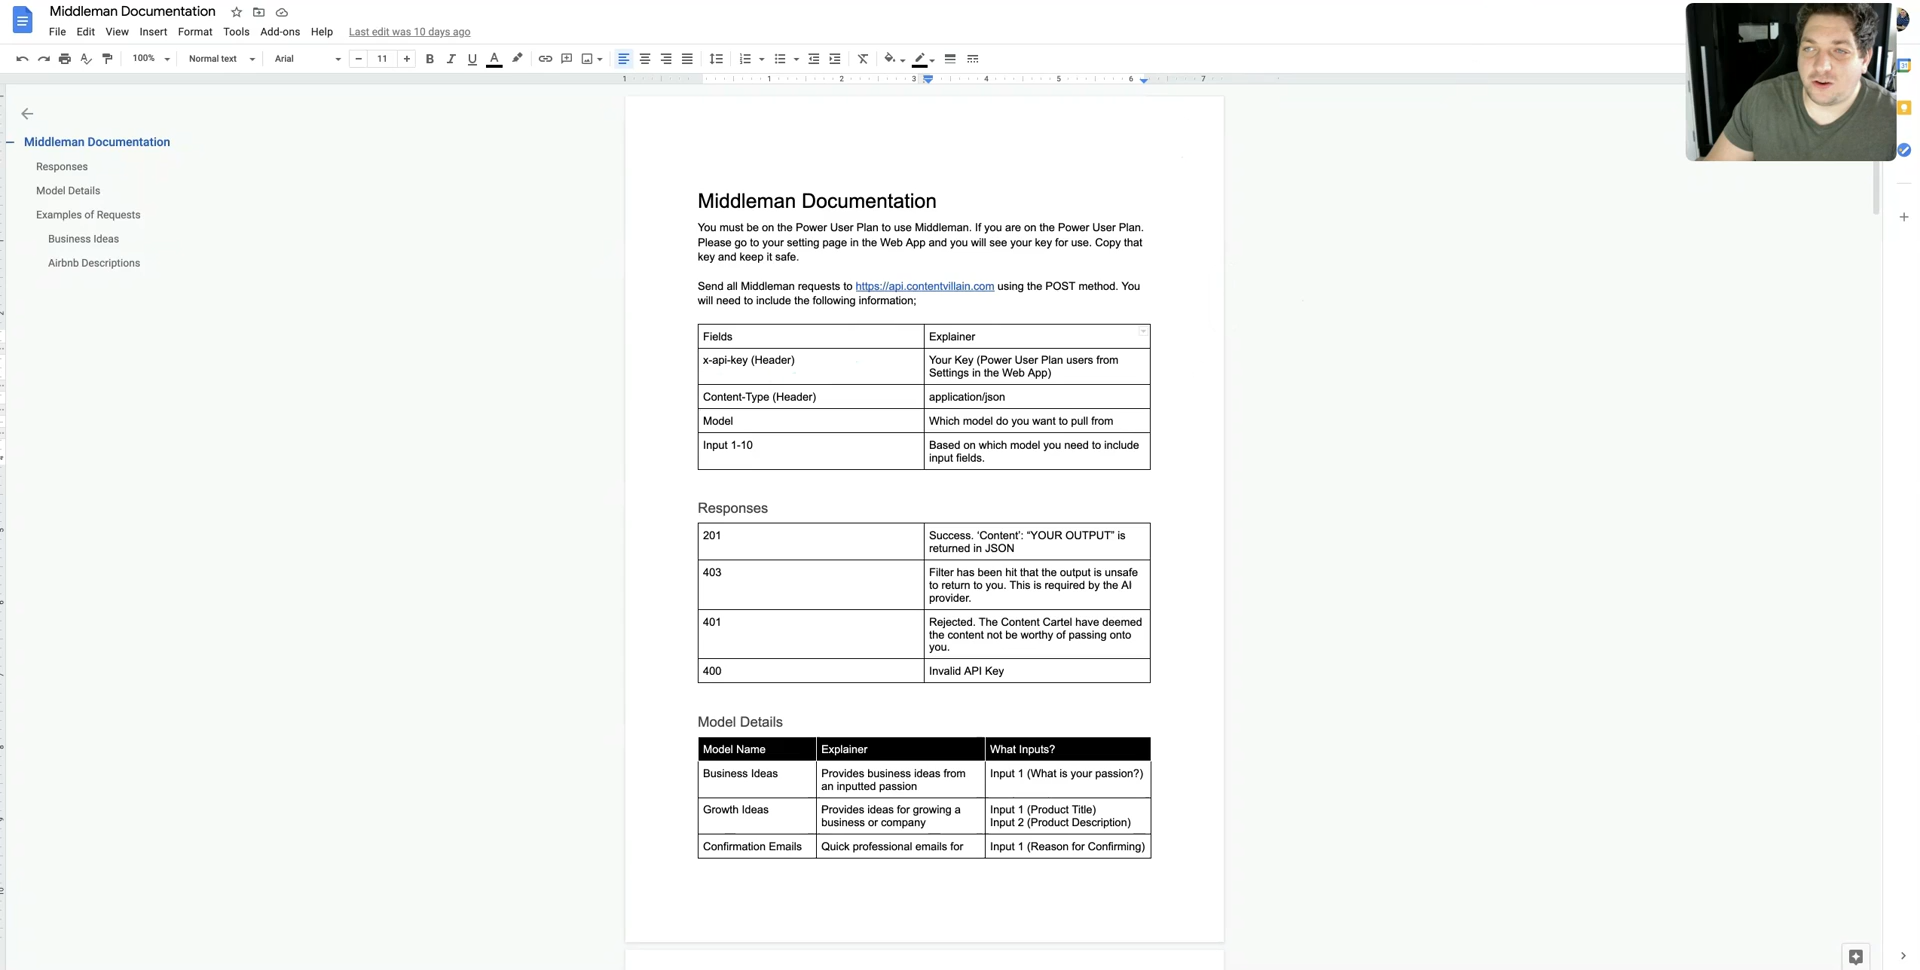 Middleman Documentation
File Edit View Insert Format Tools Add-ons Help Last edit was 10 days ago
100% Normal text Arial 11 B I U A
1 1 2 3 4 5 6 7
Middleman Documentation
Responses
Model Details
Examples of Requests
Business Ideas
Airbnb Descriptions
Middleman Documentation
You must be on the Power User Plan to use Middleman. If you are on the Power User Plan.
Please go to your setting page in the Web App and you will see your key for use. Copy that
key and keep it safe.
Send all Middleman requests to https://api.contentvillain.com using the POST method. You
will need to include the following information;
Fields Explainer
x-api-key (Header) Your Key (Power User Plan users from
Settings in the Web App)
Content-Type (Header) application/json
Model Which model do you want to pull from
Input 1-10 Based on which model you need to include
input fields.
Responses
201 Success. ‘Content’: “YOUR OUTPUT” is
returned in JSON
403 Filter has been hit that the output is unsafe
to return to you. This is required by the AI
provider.
401 Rejected. The Content Cartel have deemed
the content not be worthy of passing onto
you.
400 Invalid API Key
Model Details
Model Name Explainer What Inputs?
Business Ideas Provides business ideas from Input 1 (What is your passion?)
an inputted passion
Growth Ideas Provides ideas for growing a Input 1 (Product Title)
business or company Input 2 (Product Description)
Confirmation Emails Quick professional emails for Input 1 (Reason for Confirming)